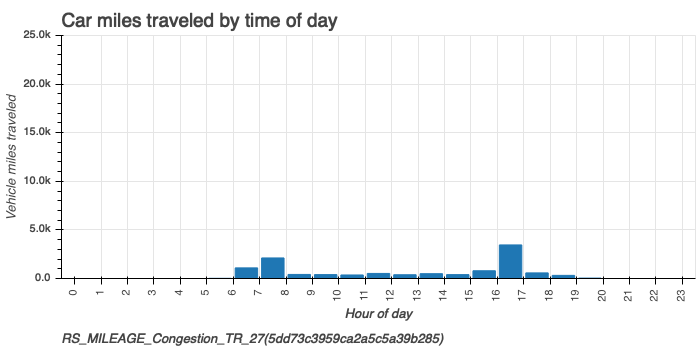 Car miles traveled by time of day
25.0k
20.0k
15.0k
10.0k
5.0k
0.0
Vehicle miles traveled
0 1 2 3 4 5 6 7 8 9 10 11 12 13 14 15 16 17 18 19 20 21 22 23
Hour of day
RS_MILEAGE_Congestion_TR_27(5dd73c3959ca2a5c5a39b285)